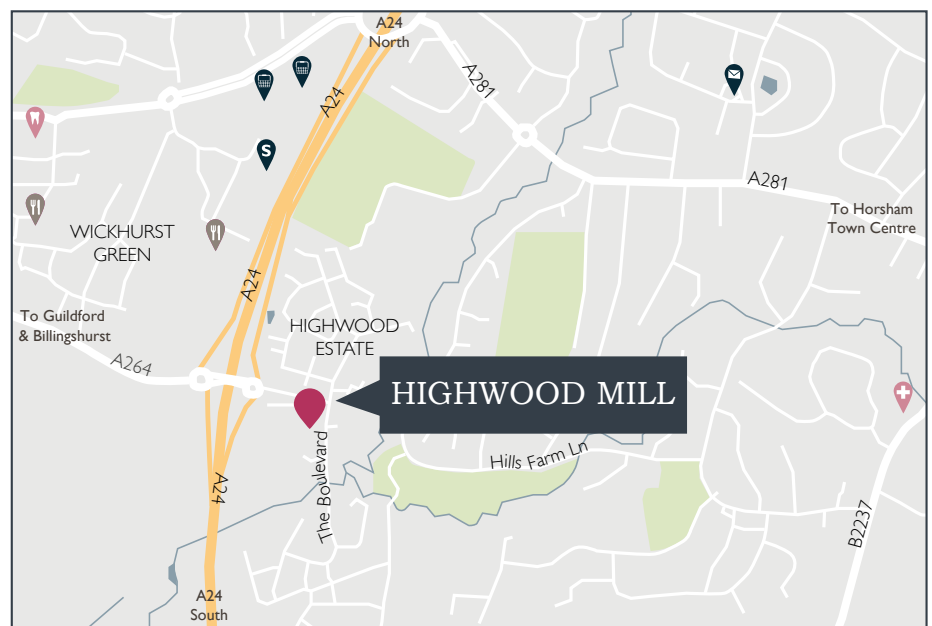 A24
North
A281
A24
S
A281
To Horsham
Town Centre
WICKHURST
GREEN
A24
To Guildford
& Billingshurst
HIGHWOOD
ESTATE
A264
HIGHWOOD MILL
Hills Farm Ln
The Boulevard
A24
B2237
A24
South